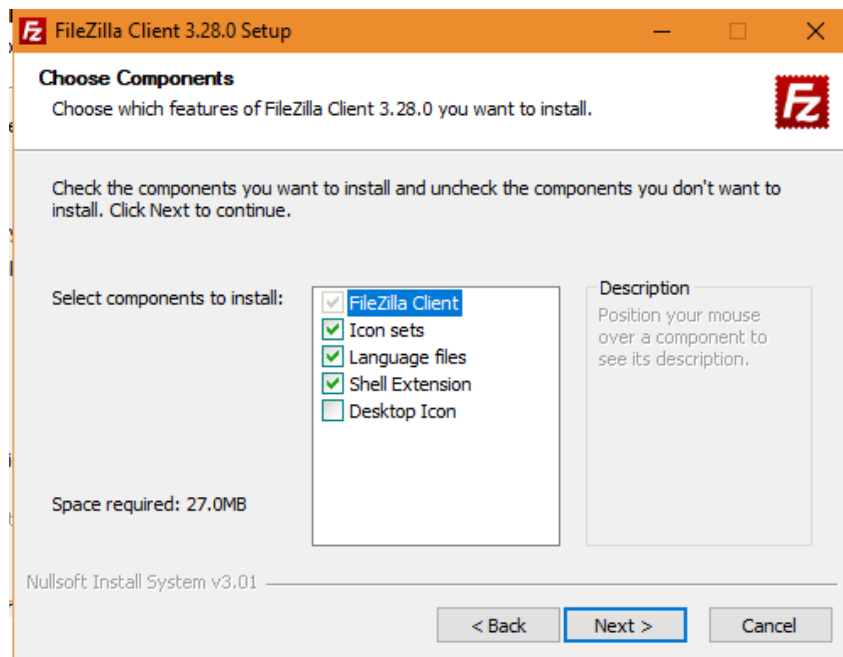 FileZilla Client 3.28.0 Setup
Choose Components
Choose which features of FileZilla Client 3.28.0 you want to install.
Fz
Check the components you want to install and uncheck the components you don't want to
install. Click Next to continue.
Select components to install:
FileZilla Client
Icon sets
Language files
Shell Extension
Desktop Icon
Description
Position your mouse
over a component to
see its description.
Space required: 27.0MB
Nullsoft Install System v3.01
< Back
Next >
Cancel